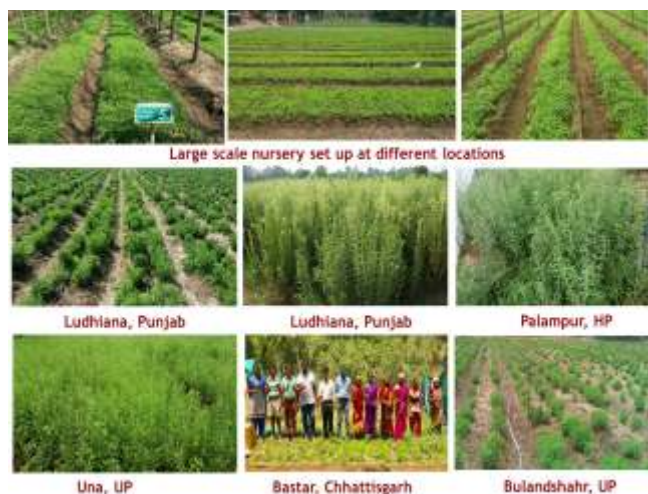 Large scale nursery set up at different locations
Ludhiana, Punjab
Ludhiana, Punjab
Palampur, HP
Una, UP
Bastar, Chhattisgarh
Bulandshahr, UP